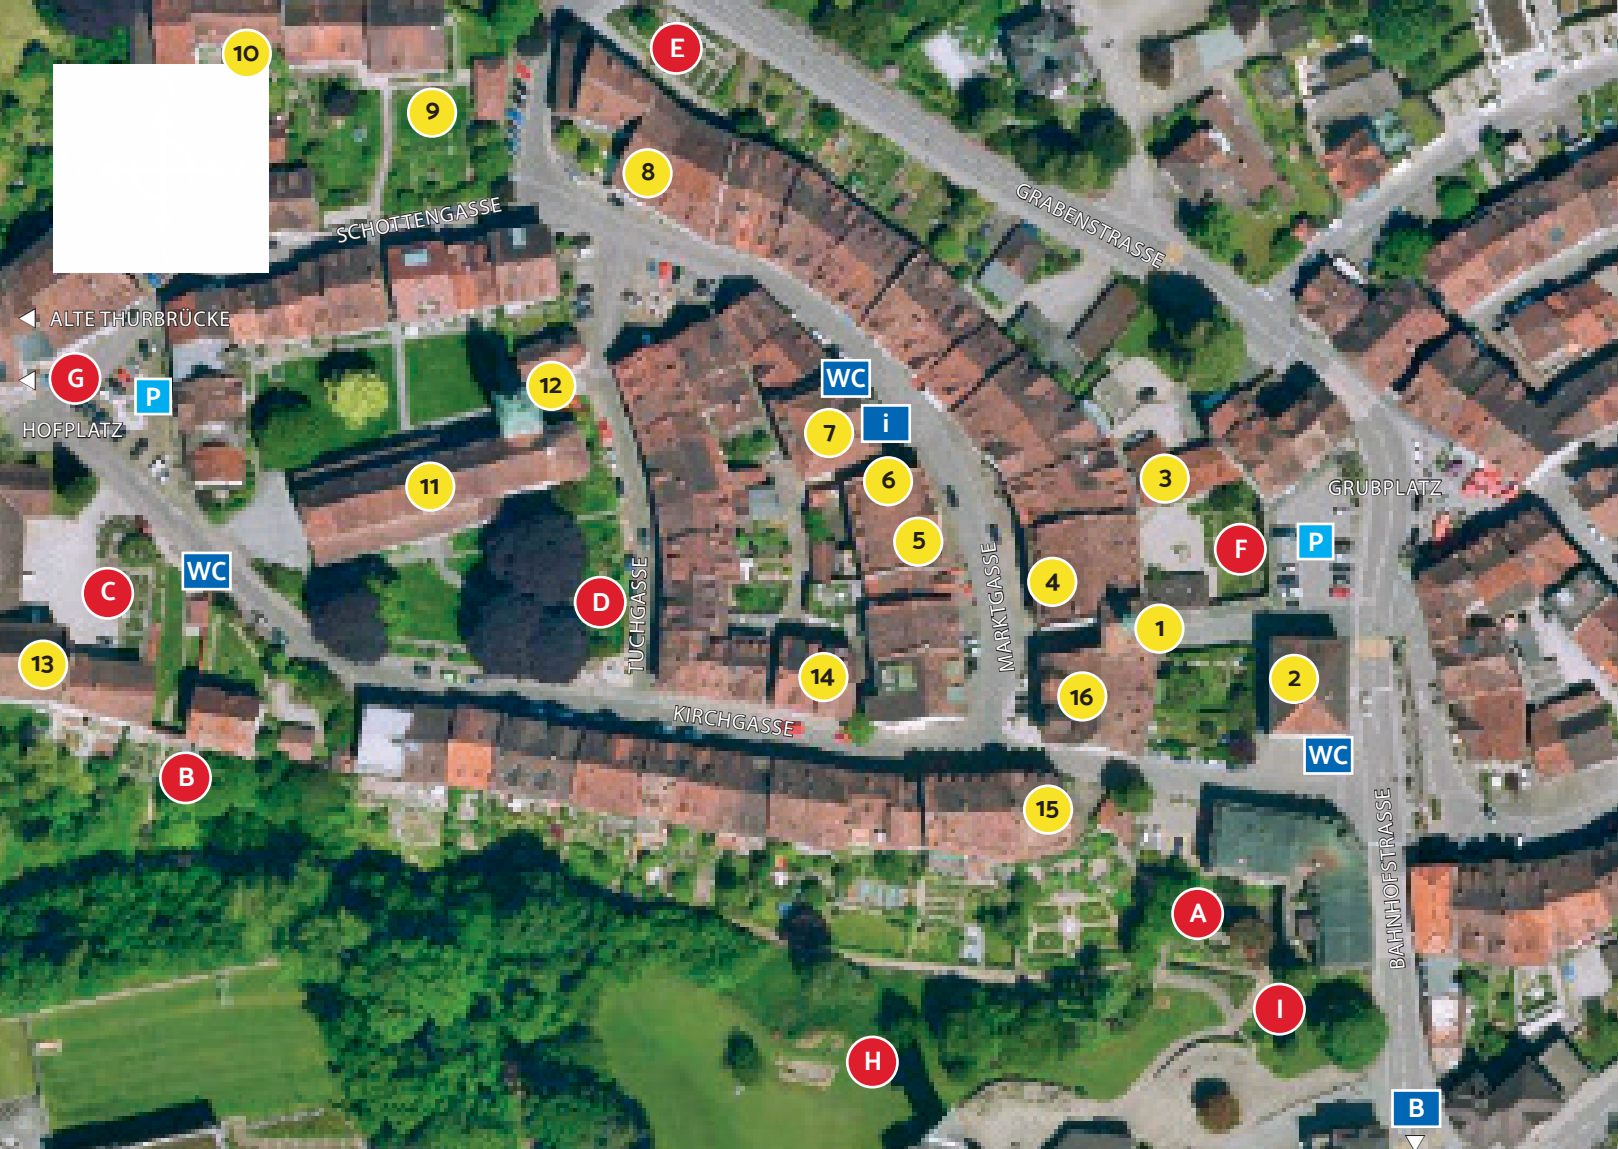 E
10
9
8
SCHOTTENGASSE
GRABENSTRASSE
ALTE THURBRÜCKE
G
P
12
WC
HOFPLATZ
7
i
11
6
3
GRUBPLATZ
5
F
P
WC
C
D
TUCHGASSE
MARKTGASSE
4
1
13
14
16
2
KIRCHGASSE
WC
B
15
BAHNHOFSTRASSE
A
I
H
B